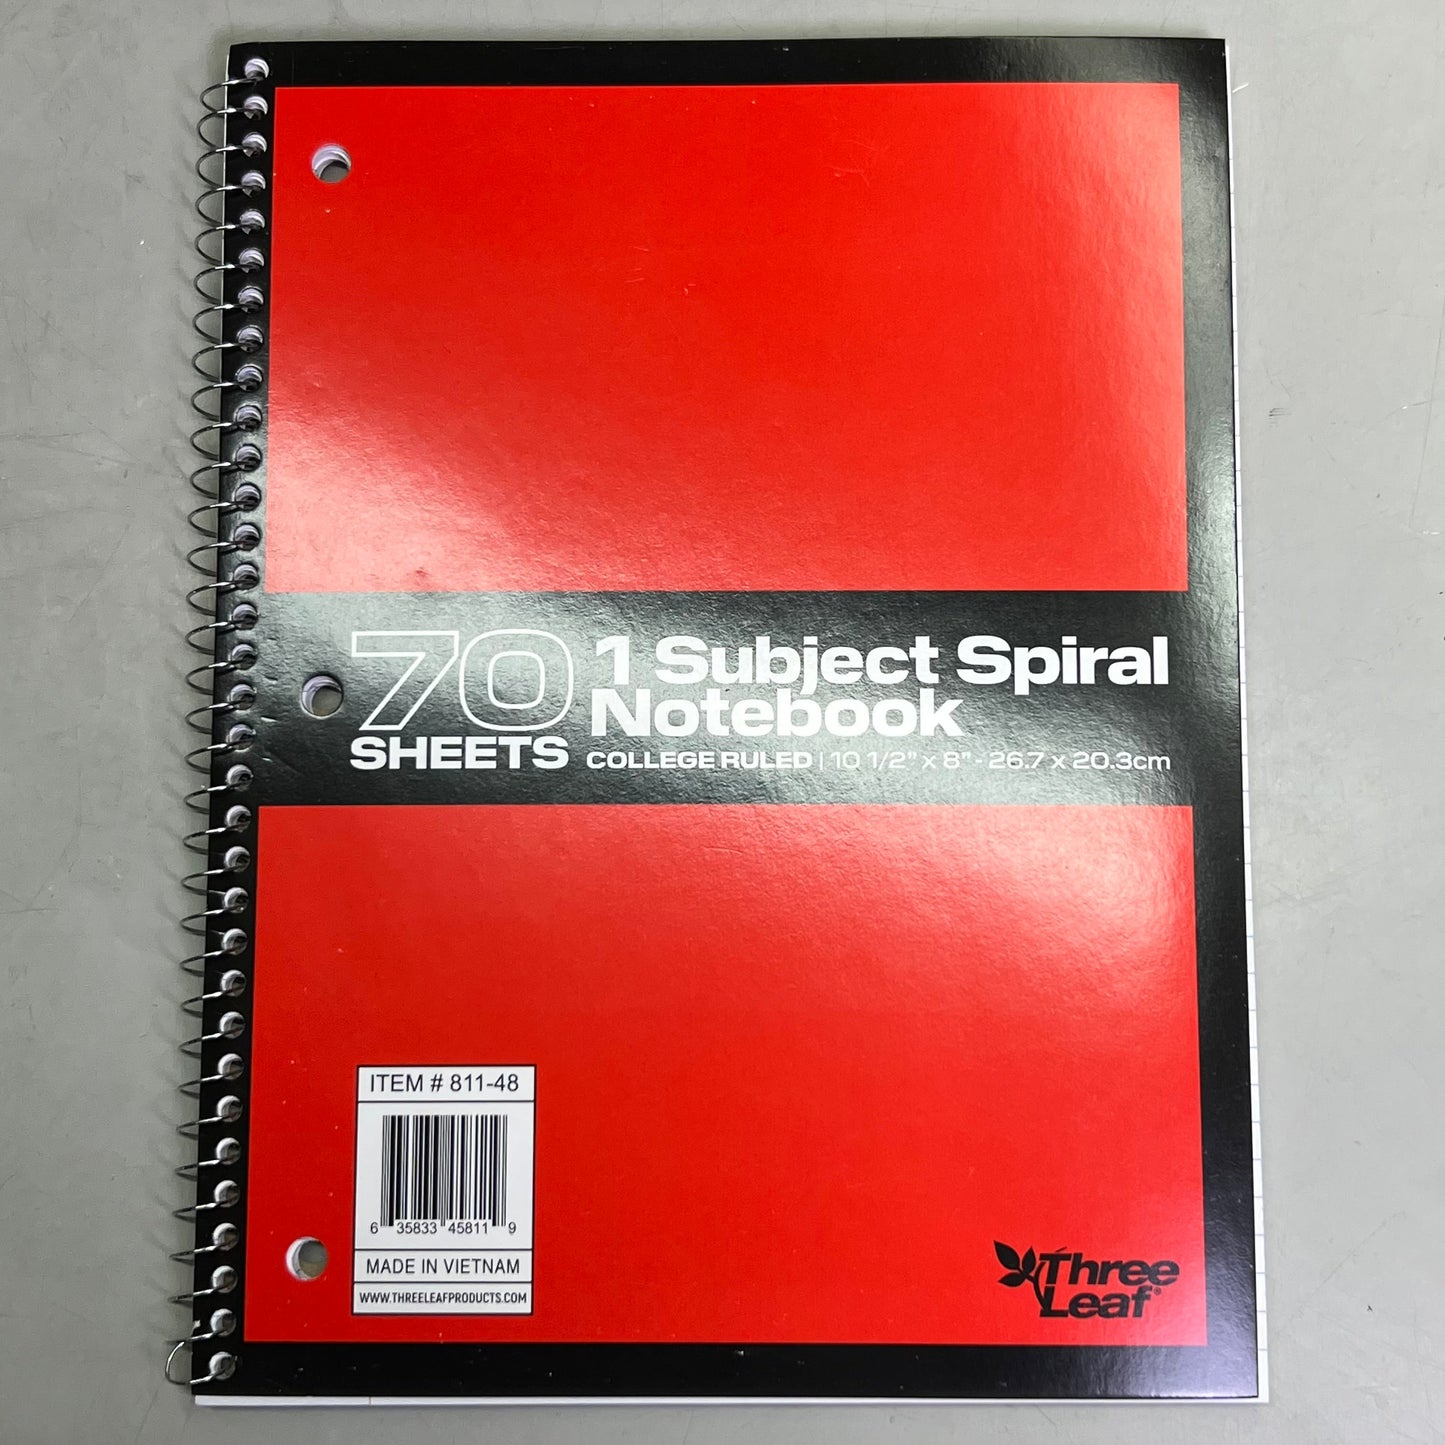 70
SHEETS
1 Subject Spiral
Notebook
COLLEGE RULED | 10 1/2” x 8” - 26.7 x 20.3cm
ITEM # 811-48
6 35833 45811 9
MADE IN VIETNAM
WWW.THREELEAFPRODUCTS.COM
Three
Leaf®